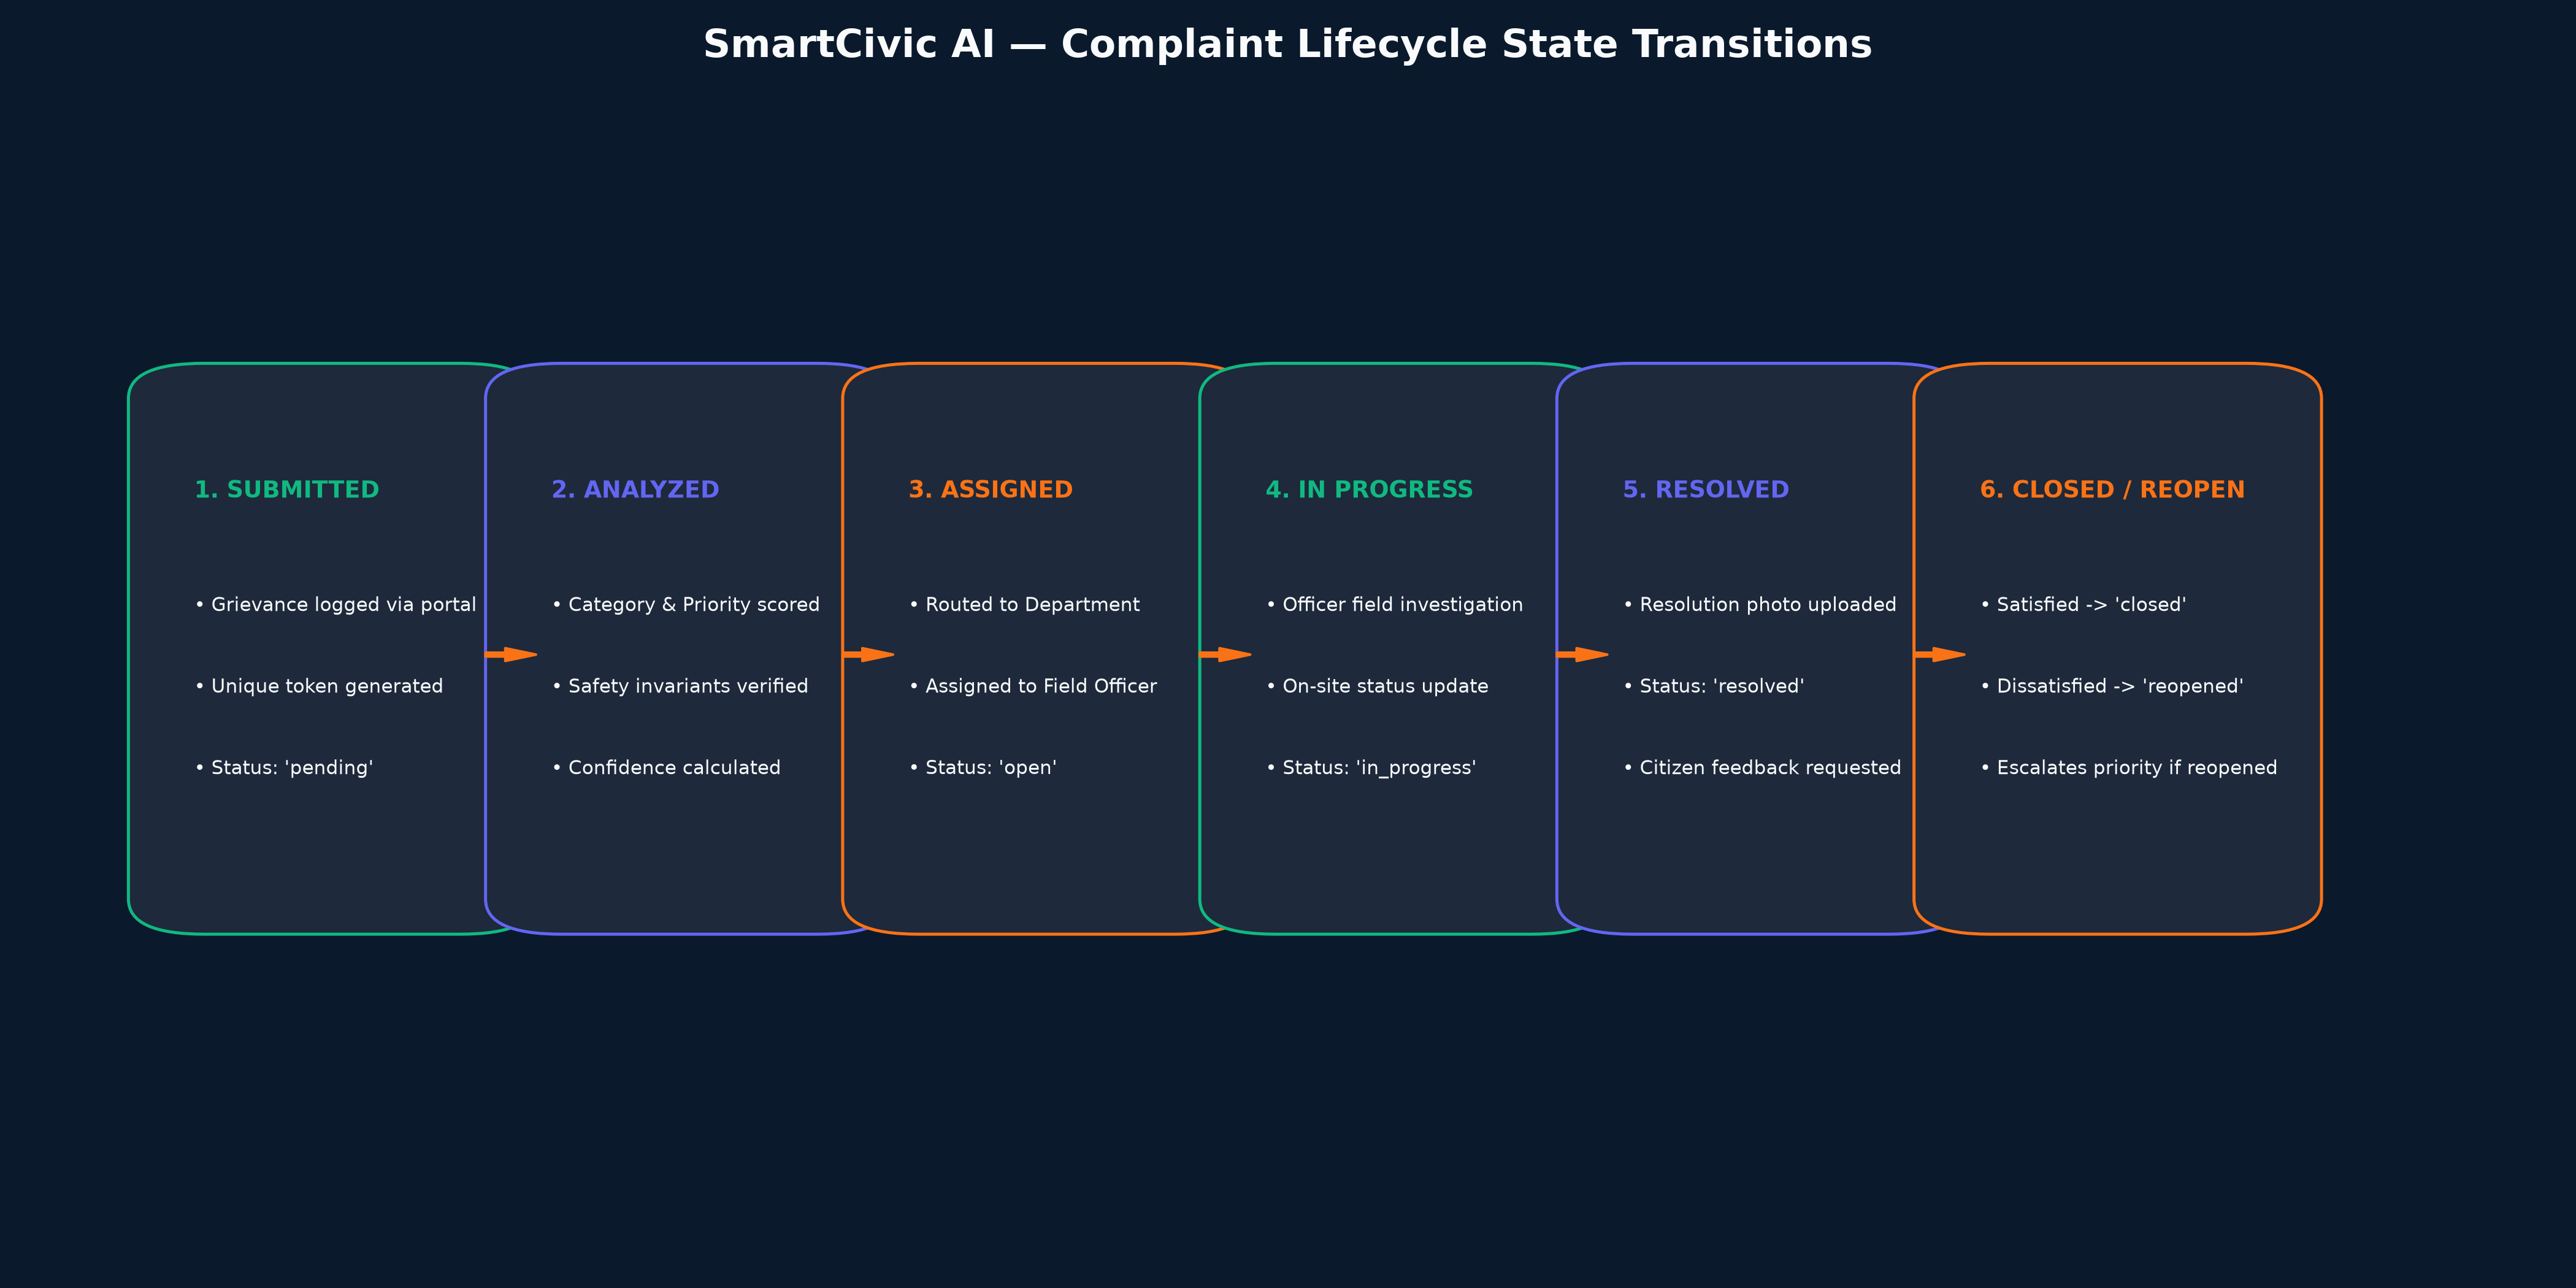 SmartCivic AI — Complaint Lifecycle State Transitions
1. SUBMITTED
• Grievance logged via portal
• Unique token generated
• Status: 'pending'
2. ANALYZED
• Category & Priority scored
• Safety invariants verified
• Confidence calculated
3. ASSIGNED
• Routed to Department
• Assigned to Field Officer
• Status: 'open'
4. IN PROGRESS
• Officer field investigation
• On-site status update
• Status: 'in_progress'
5. RESOLVED
• Resolution photo uploaded
• Status: 'resolved'
• Citizen feedback requested
6. CLOSED / REOPEN
• Satisfied -> 'closed'
• Dissatisfied -> 'reopened'
• Escalates priority if reopened